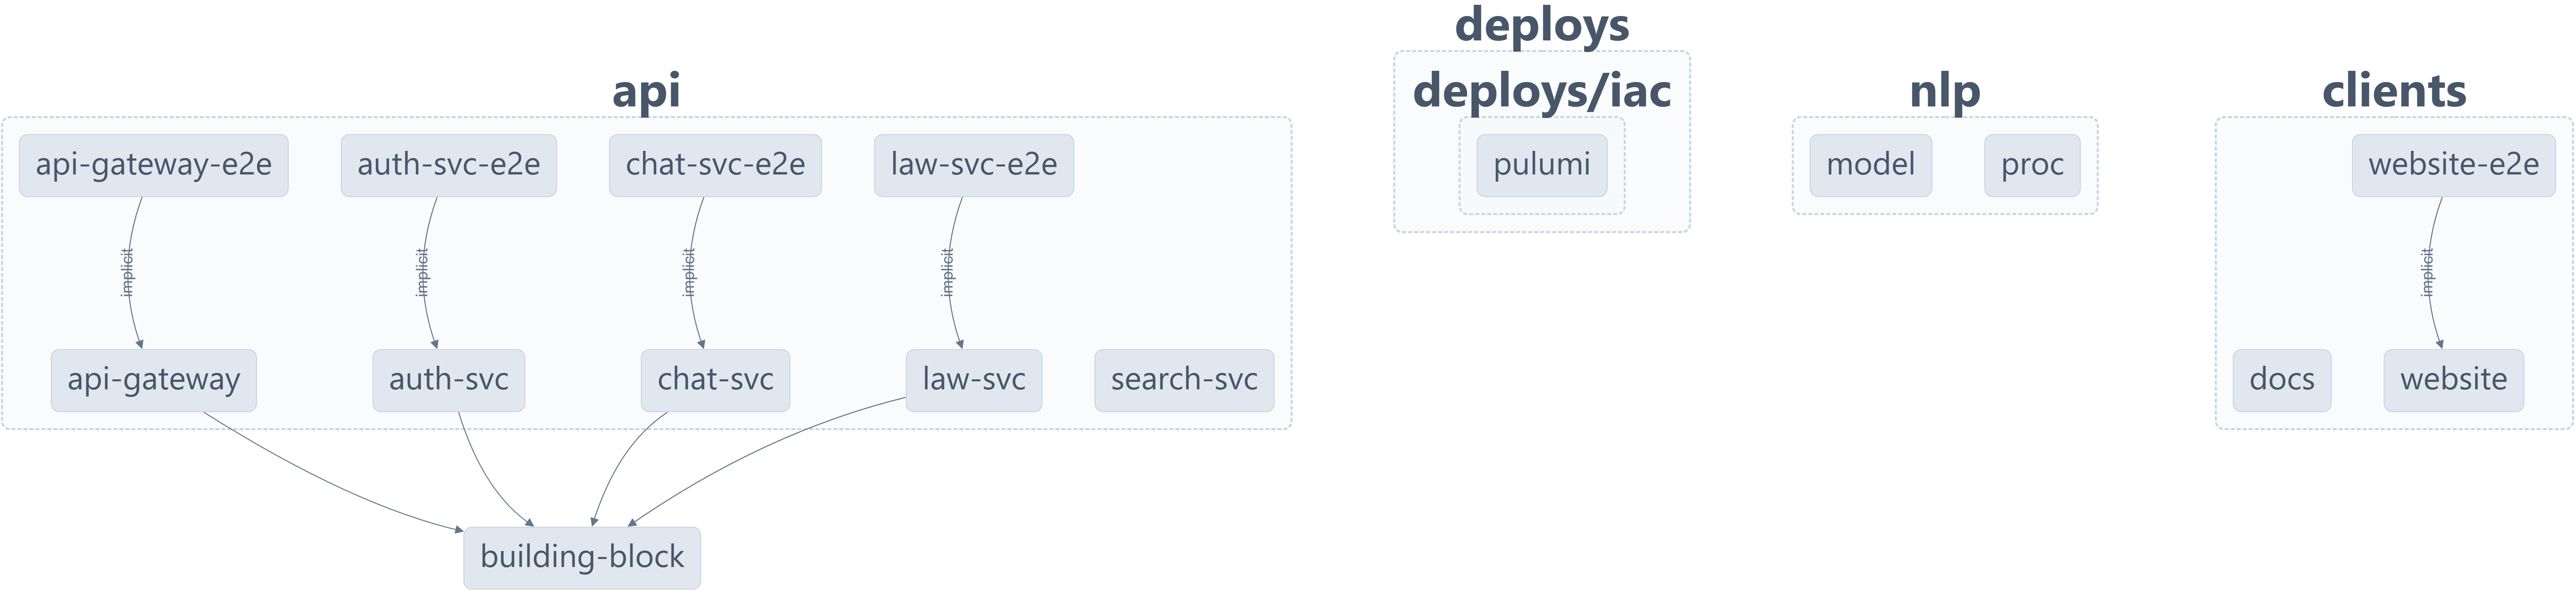 deploys
api
deploys/iac
nlp
clients
api-gateway-e2e
auth-svc-e2e
chat-svc-e2e
law-svc-e2e
pulumi
model
proc
website-e2e
implicit
implicit
implicit
implicit
implicit
api-gateway
auth-svc
chat-svc
law-svc
search-svc
docs
website
building-block